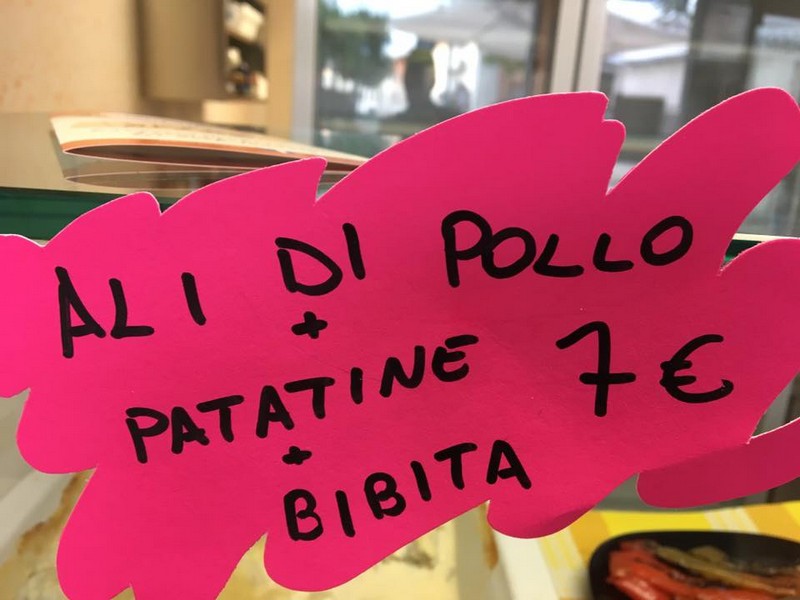 ALI DI POLLO
+
PATATINE 7€
+
BIBITA